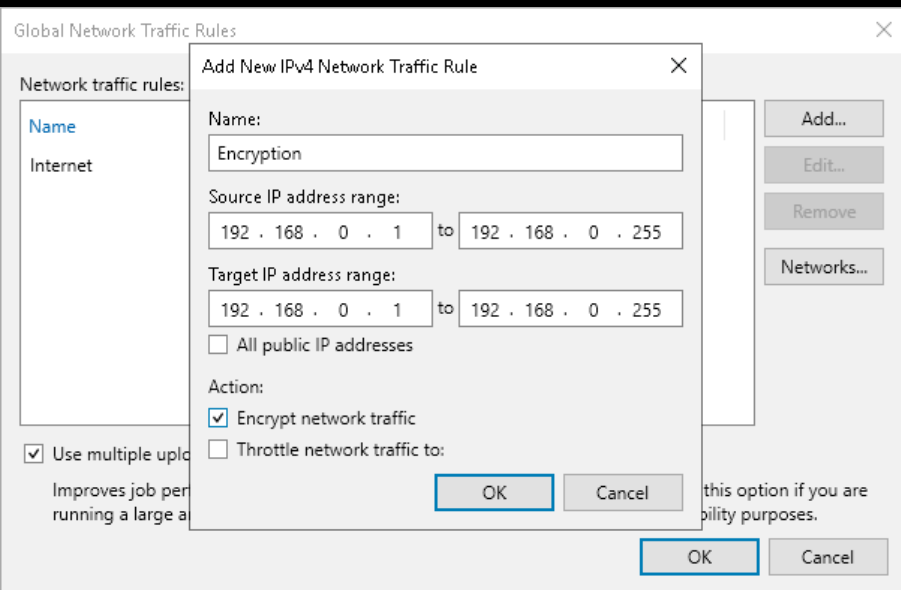 Global Network Traffic Rules
Add New IPv4 Network Traffic Rule
Network traffic rules:
Name
Internet
Name:
Encryption
Source IP address range:
192 . 168 . 0 . 1 to 192 . 168 . 0 . 255
Target IP address range:
192 . 168 . 0 . 1 to 192 . 168 . 0 . 255
All public IP addresses
Action:
Encrypt network traffic
Throttle network traffic to:
OK Cancel
Add...
Edit...
Remove
Networks...
Use multiple
Improves job this option if you are
running a large purposes.
OK Cancel